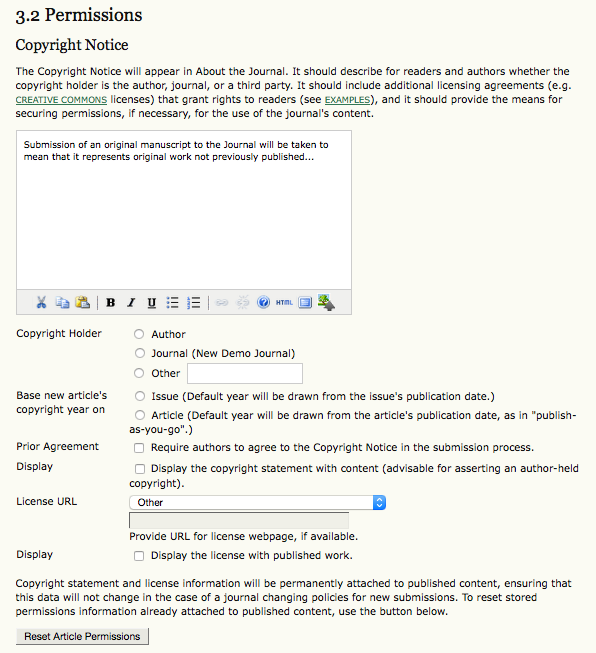 3.2 Permissions
Copyright Notice
The Copyright Notice will appear in About the Journal. It should describe for readers and authors whether the
copyright holder is the author, journal, or a third party. It should include additional licensing agreements (e.g.
CREATIVE COMMONS licenses) that grant rights to readers (see EXAMPLES), and it should provide the means for
securing permissions, if necessary, for the use of the journal's content.
Submission of an original manuscript to the Journal will be taken to
mean that it represents original work not previously published...
B I U HTML
Copyright Holder
Author
Journal (New Demo Journal)
Other
Base new article's
copyright year on
Issue (Default year will be drawn from the issue's publication date.)
Article (Default year will be drawn from the article's publication date, as in "publish-
as-you-go".)
Prior Agreement
Require authors to agree to the Copyright Notice in the submission process.
Display
Display the copyright statement with content (advisable for asserting an author-held
copyright).
License URL
Other
Provide URL for license webpage, if available.
Display
Display the license with published work.
Copyright statement and license information will be permanently attached to published content, ensuring that
this data will not change in the case of a journal changing policies for new submissions. To reset stored
permissions information already attached to published content, use the button below.
Reset Article Permissions